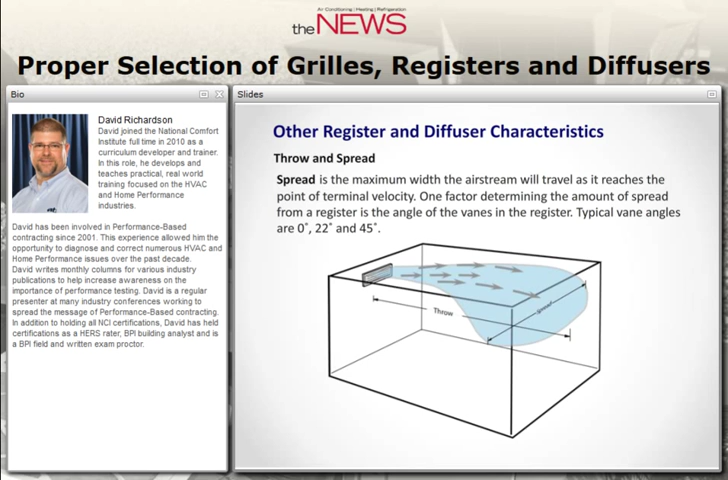 Air Conditioning | Heating | Refrigeration
the NEWS
Proper Selection of Grilles, Registers and Diffusers
Bio
David Richardson
David joined the National Comfort
Institute full time in 2010 as a
curriculum developer and trainer.
In this role, he develops and
teaches practical, real world
training focused on the HVAC
and Home Performance
industries.
David has been involved in Performance-Based
contracting since 2001. This experience allowed him the
opportunity to diagnose and correct numerous HVAC and
Home Performance issues over the past decade.
David writes monthly columns for various industry
publications to help increase awareness on the
importance of performance testing. David is a regular
presenter at many industry conferences working to
spread the message of Performance-Based contracting.
In addition to holding all NCI certifications, David has held
certifications as a HERS rater, BPI building analyst and is
a BPI field and written exam proctor.
Slides
Other Register and Diffuser Characteristics
Throw and Spread
Spread is the maximum width the airstream will travel as it reaches the
point of terminal velocity. One factor determining the amount of spread
from a register is the angle of the vanes in the register. Typical vane angles
are 0˚, 22˚ and 45˚.
Throw
spread